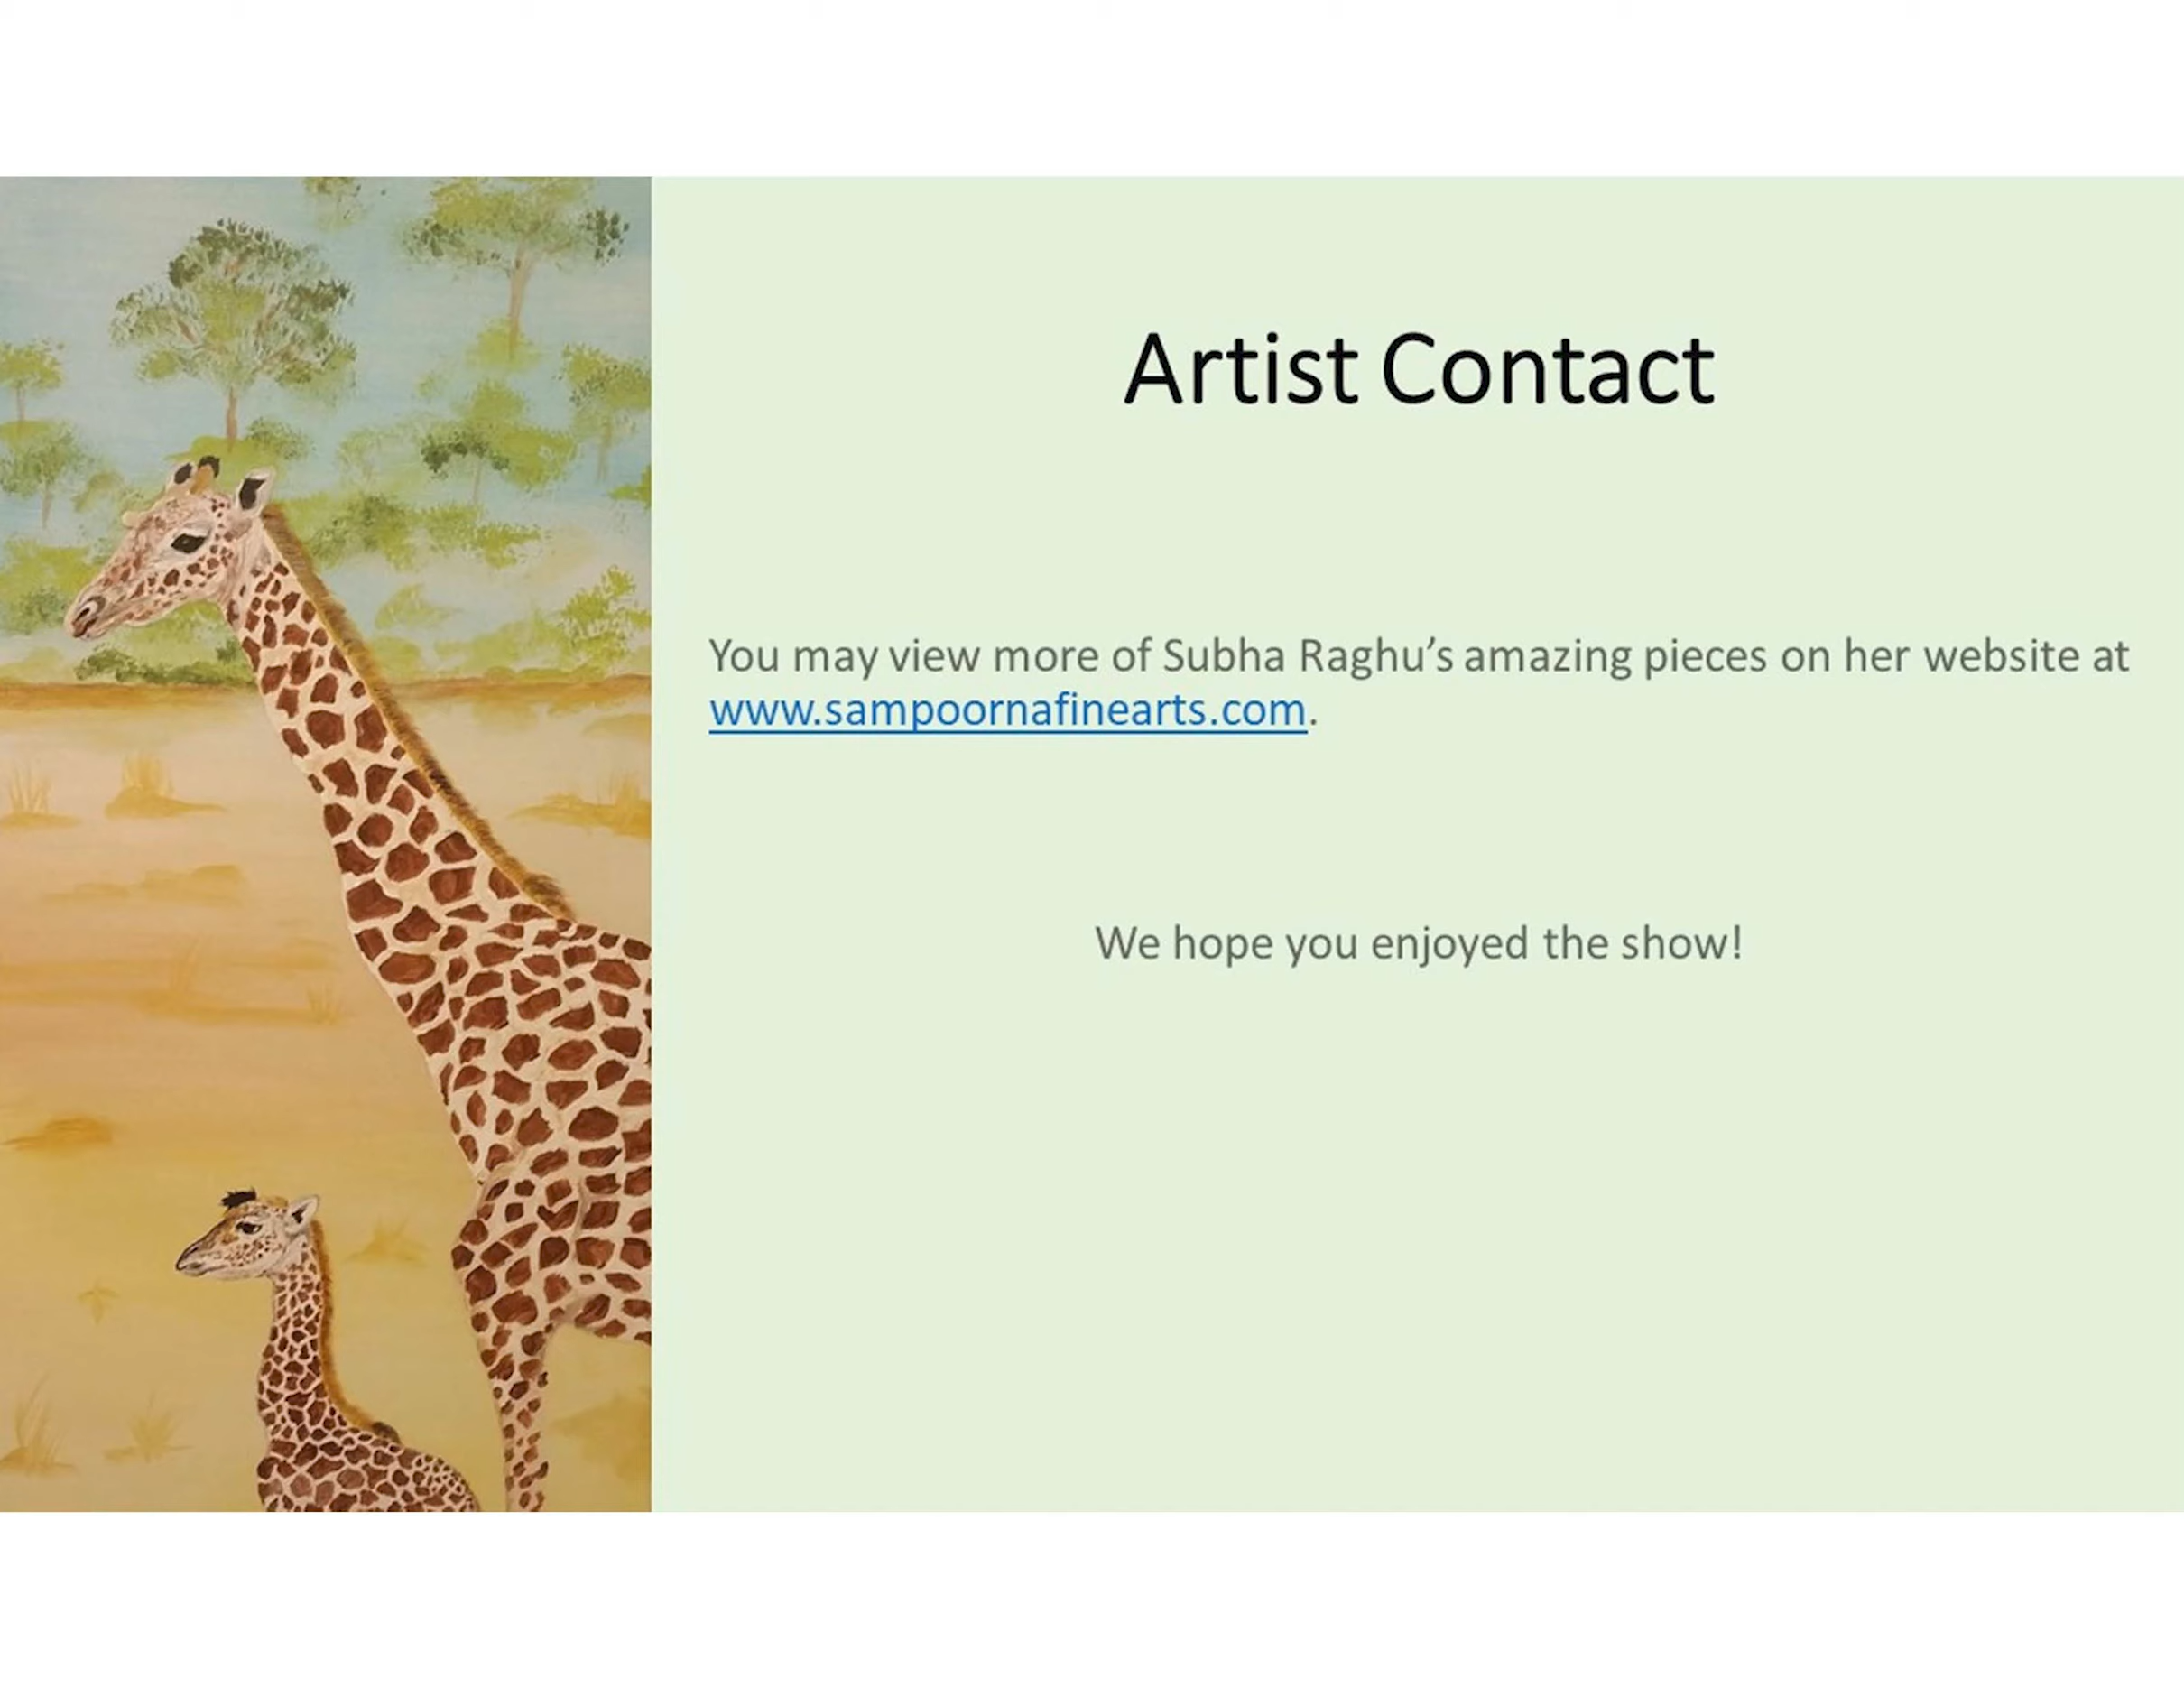 Artist Contact
You may view more of Subha Raghu’s amazing pieces on her website at
www.sampoornafinearts.com.
We hope you enjoyed the show!